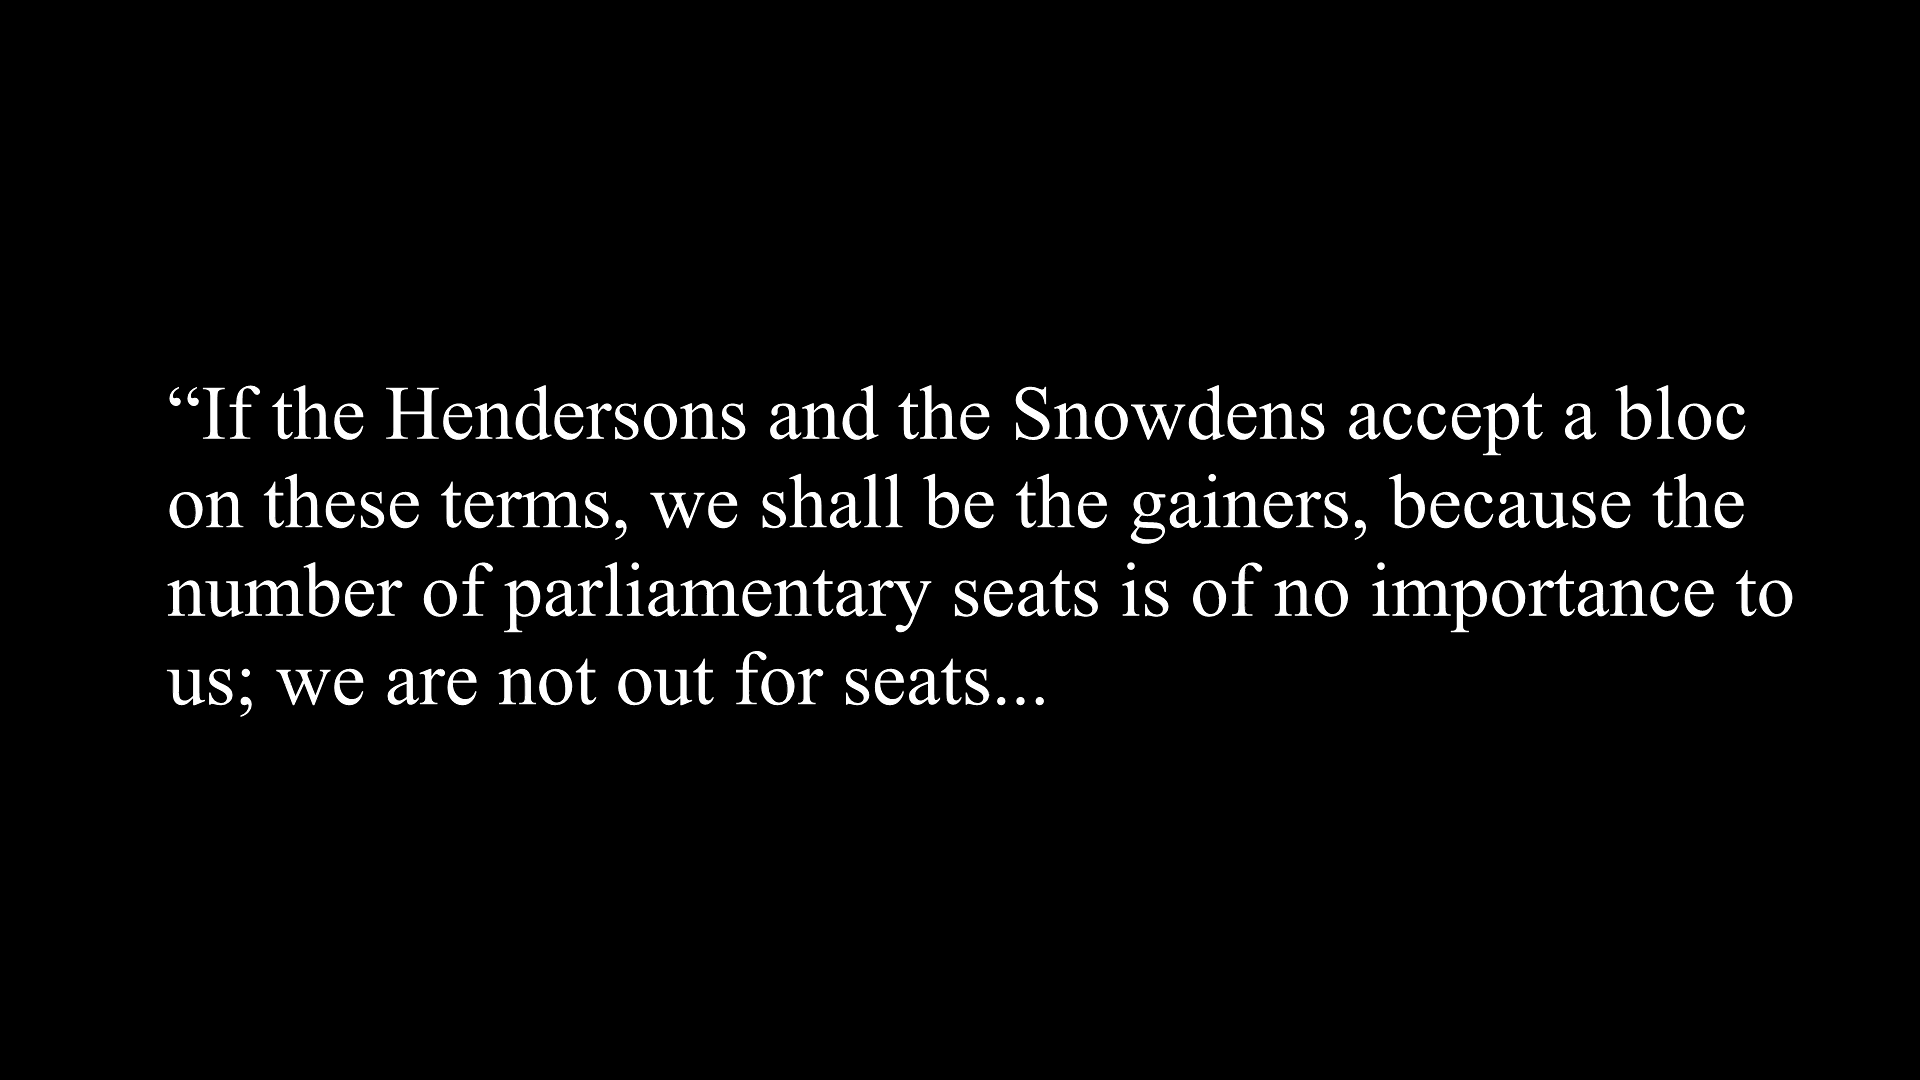 “If the Hendersons and the Snowdens accept a bloc
on these terms, we shall be the gainers, because the
number of parliamentary seats is of no importance to
us; we are not out for seats...